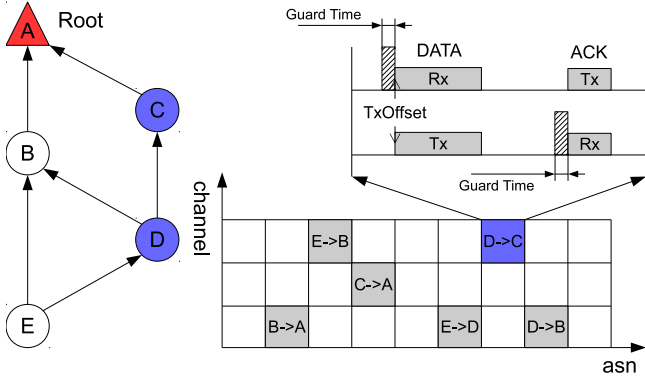 A Root
C
B
D
E
Guard Time
DATA ACK
Rx Tx
TxOffset
Tx Rx
Guard Time
channel
E->B D->C
C->A
B->A E->D D->B
asn